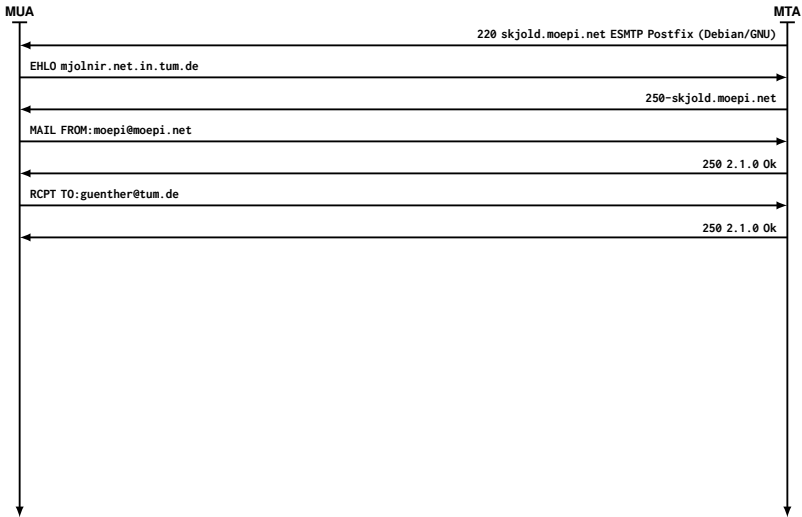 MUA
MTA
220 skjold.moepi.net ESMTP Postfix (Debian/GNU)
EHLO mjolnir.net.in.tum.de
250-skjold.moepi.net
MAIL FROM:moepi@moepi.net
250 2.1.0 Ok
RCPT TO:guenther@tum.de
250 2.1.0 Ok